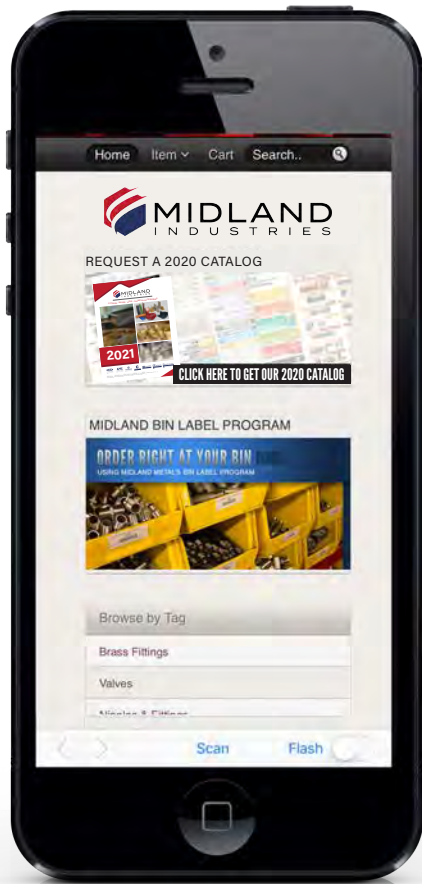 Home Item Cart Search..
MIDLAND
INDUSTRIES
REQUEST A 2020 CATALOG
MIDLAND
2021
CLICK HERE TO GET OUR 2020 CATALOG
MIDLAND BIN LABEL PROGRAM
ORDER RIGHT AT YOUR BIN
USING MIDLAND METAL'S BIN LABEL PROGRAM
Browse by Tag
Brass Fittings
Valves
Nipples & Fittings
Scan Flash